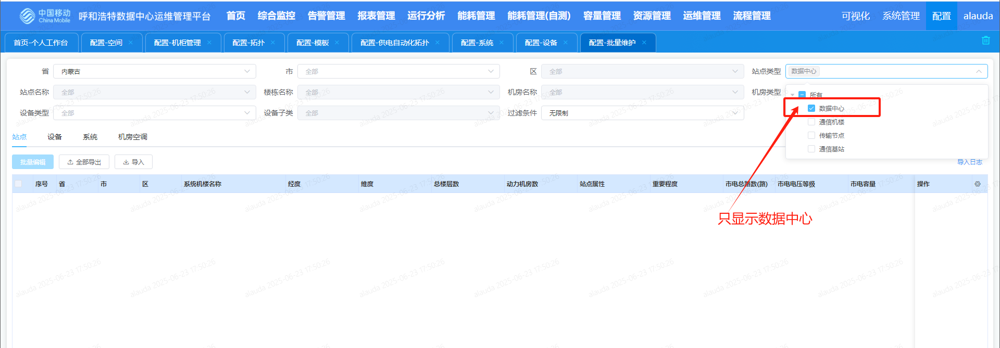 中国移动
China Mobile
呼和浩特数据中心运维管理平台 首页 综合监控 告警管理 报表管理 运行分析 能耗管理 能耗管理(自测) 容量管理 资源管理 运维管理 流程管理 可视化 系统管理 配置 alauda
首页-个人工作台 配置-空间 × 配置-机柜管理 × 配置-拓扑 × 配置-模板 × 配置-供电自动化拓扑 × 配置-系统 × 配置-设备 × 配置-批量维护 ×
省 内蒙古 市 全部 区 全部 站点类型 数据中心
站点名称 全部 楼栋名称 全部 机房名称 全部 机房类型
所有
数据中心
通信机楼
传输节点
通信基站
设备类型 全部 设备子类 全部 过滤条件 无限制
站点 设备 系统 机房空调
批量编辑 全部导出 导入 导入日志
序号 省 市 区 系统机楼名称 经度 维度 总楼层数 动力机房数 站点属性 重要程度 市电总路数(路) 市电电压等级 市电容量 操作
只显示数据中心
alauda 2025-06-23 17:50:26